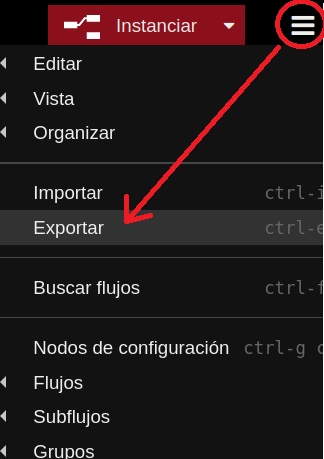 Instanciar
Editar
Vista
Organizar
Importar ctrl-i
Exportar ctrl-e
Buscar flujos ctrl-f
Nodos de configuración ctrl-g c
Flujos
Subflujos
Grupos